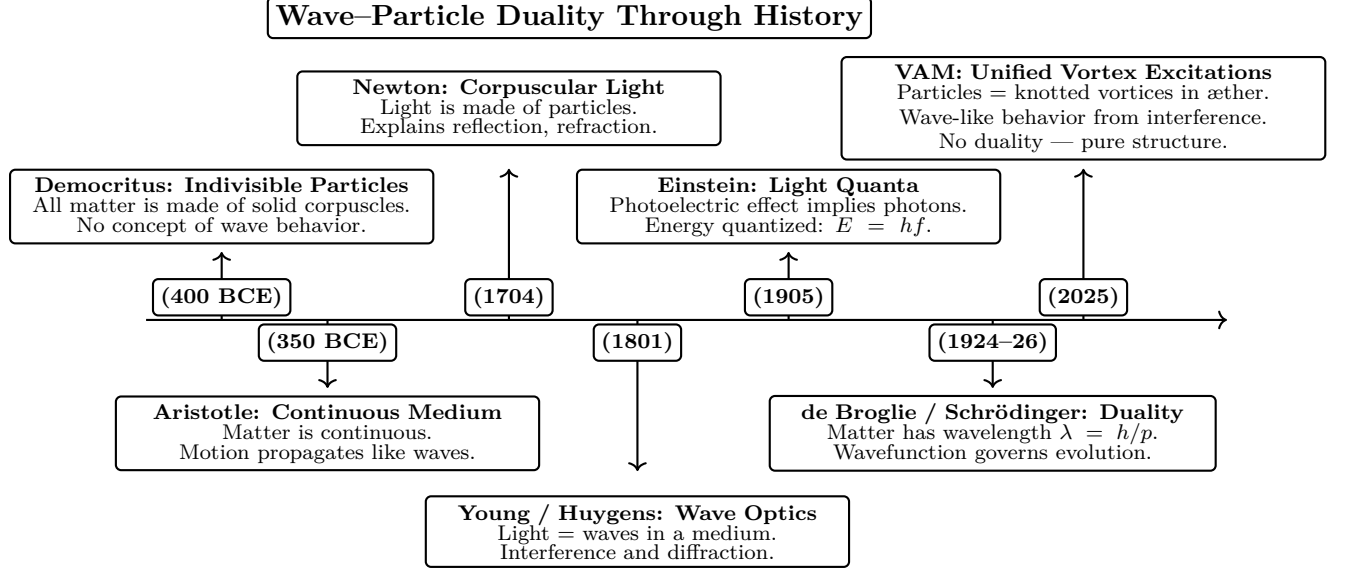 Wave–Particle Duality Through History
VAM: Unified Vortex Excitations
Particles = knotted vortices in æther.
Wave-like behavior from interference.
No duality — pure structure.
Newton: Corpuscular Light
Light is made of particles.
Explains reflection, refraction.
Democritus: Indivisible Particles
All matter is made of solid corpuscles.
No concept of wave behavior.
Einstein: Light Quanta
Photoelectric effect implies photons.
Energy quantized: E = hf.
(400 BCE)
(1704)
(1905)
(2025)
(350 BCE)
(1801)
(1924–26)
Aristotle: Continuous Medium
Matter is continuous.
Motion propagates like waves.
de Broglie / Schrödinger: Duality
Matter has wavelength λ = h/p.
Wavefunction governs evolution.
Young / Huygens: Wave Optics
Light = waves in a medium.
Interference and diffraction.